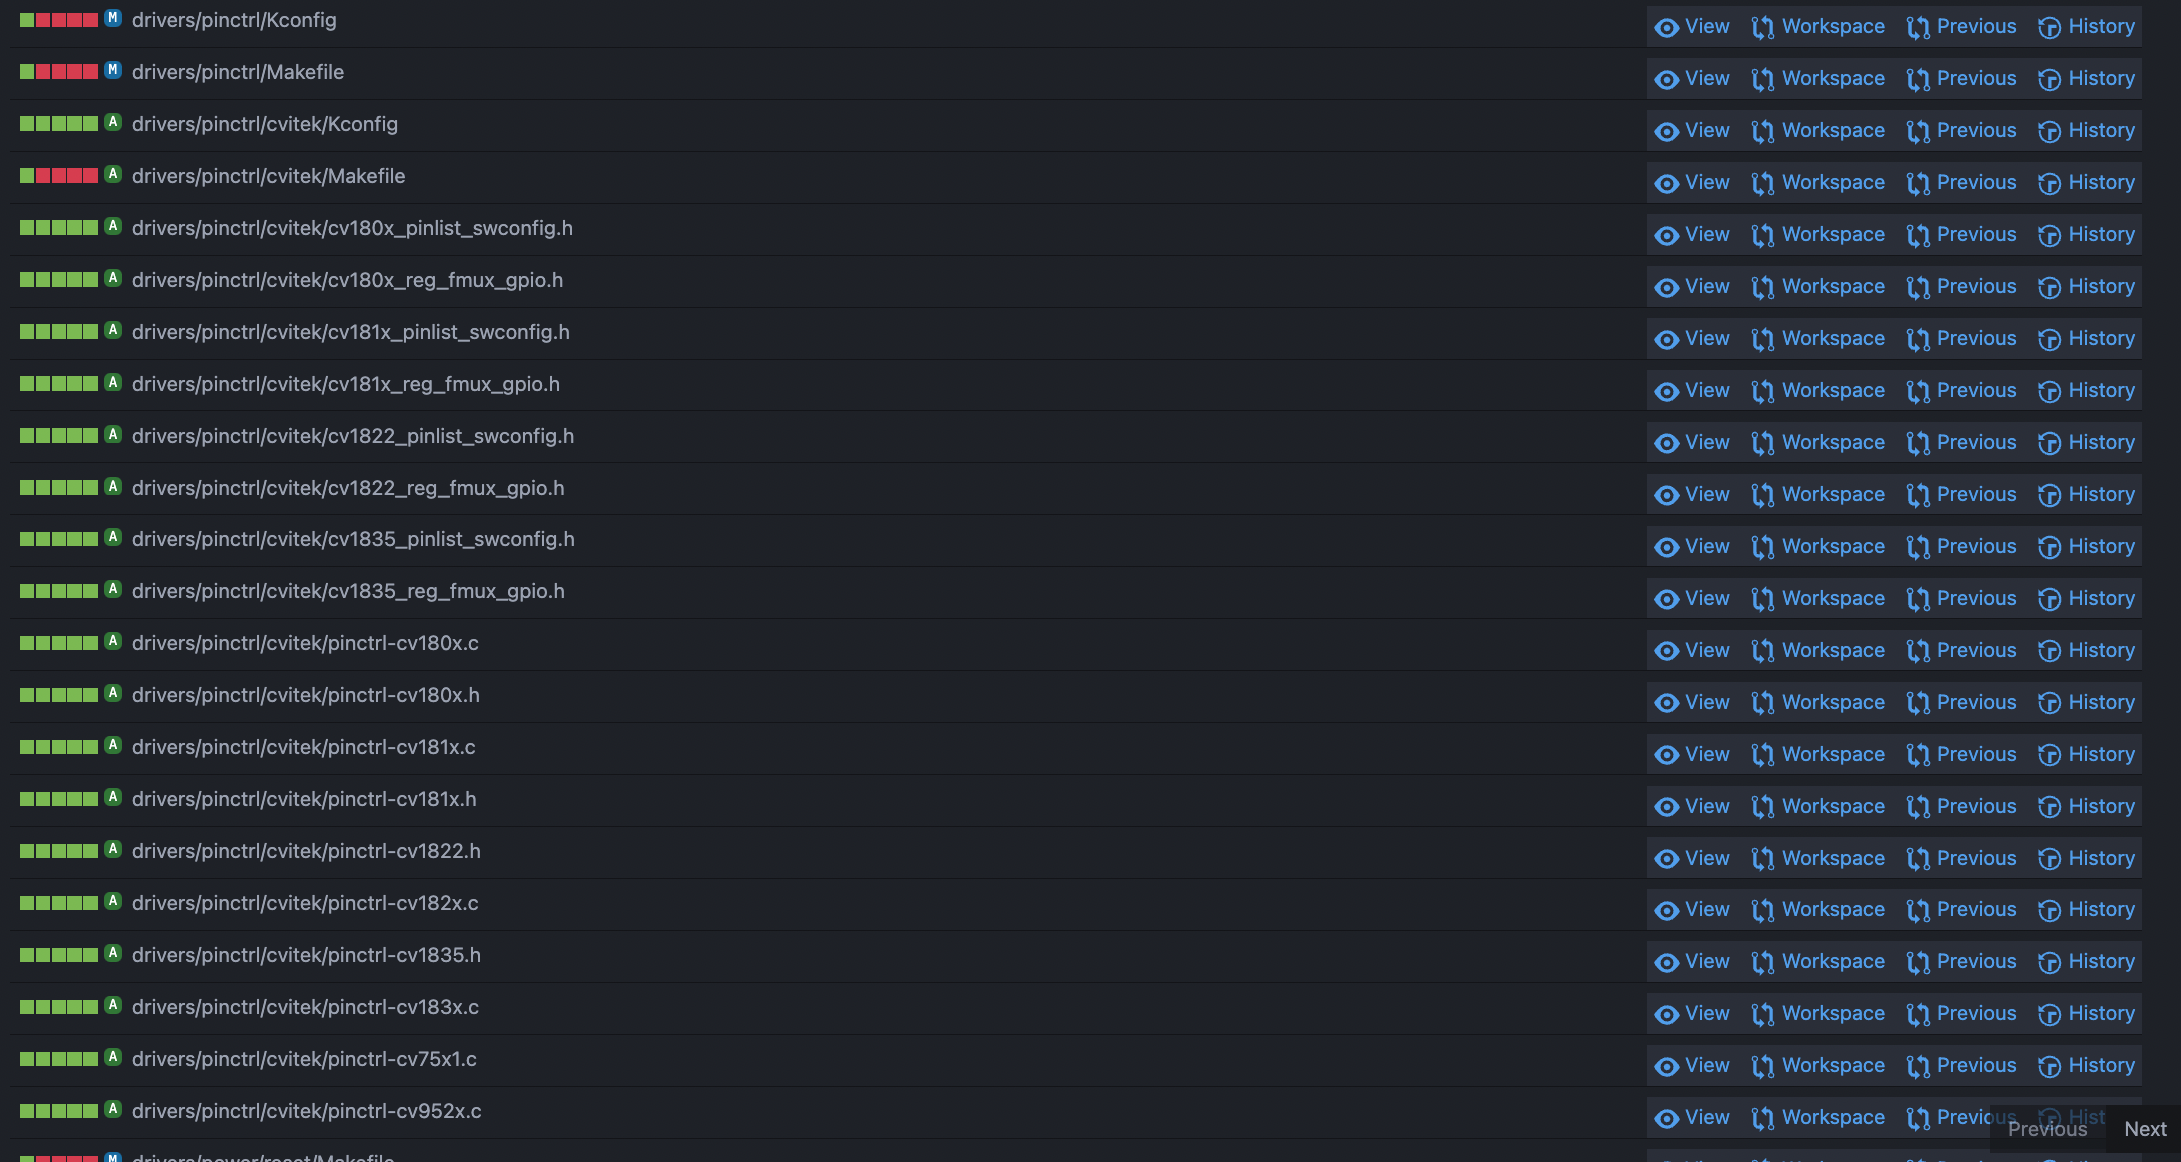 M drivers/pinctrl/Kconfig View Workspace Previous History
M drivers/pinctrl/Makefile View Workspace Previous History
A drivers/pinctrl/cvitek/Kconfig View Workspace Previous History
A drivers/pinctrl/cvitek/Makefile View Workspace Previous History
A drivers/pinctrl/cvitek/cv180x_pinlist_swconfig.h View Workspace Previous History
A drivers/pinctrl/cvitek/cv180x_reg_fmux_gpio.h View Workspace Previous History
A drivers/pinctrl/cvitek/cv181x_pinlist_swconfig.h View Workspace Previous History
A drivers/pinctrl/cvitek/cv181x_reg_fmux_gpio.h View Workspace Previous History
A drivers/pinctrl/cvitek/cv1822_pinlist_swconfig.h View Workspace Previous History
A drivers/pinctrl/cvitek/cv1822_reg_fmux_gpio.h View Workspace Previous History
A drivers/pinctrl/cvitek/cv1835_pinlist_swconfig.h View Workspace Previous History
A drivers/pinctrl/cvitek/cv1835_reg_fmux_gpio.h View Workspace Previous History
A drivers/pinctrl/cvitek/pinctrl-cv180x.c View Workspace Previous History
A drivers/pinctrl/cvitek/pinctrl-cv180x.h View Workspace Previous History
A drivers/pinctrl/cvitek/pinctrl-cv181x.c View Workspace Previous History
A drivers/pinctrl/cvitek/pinctrl-cv181x.h View Workspace Previous History
A drivers/pinctrl/cvitek/pinctrl-cv1822.h View Workspace Previous History
A drivers/pinctrl/cvitek/pinctrl-cv182x.c View Workspace Previous History
A drivers/pinctrl/cvitek/pinctrl-cv1835.h View Workspace Previous History
A drivers/pinctrl/cvitek/pinctrl-cv183x.c View Workspace Previous History
A drivers/pinctrl/cvitek/pinctrl-cv75x1.c View Workspace Previous History
A drivers/pinctrl/cvitek/pinctrl-cv952x.c View Workspace Previous History
Previous Next
M drivers/power/reset/Makefile